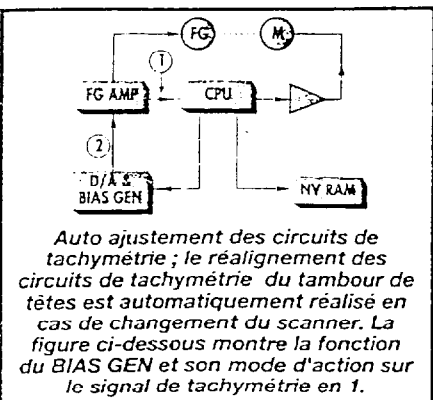 FG
M
1
FG AMP
CPU
2
D/A &
BIAS GEN
NY RAM
Auto ajustement des circuits de
tachymétrie ; le réalignement des
circuits de tachymétrie du tambour de
têtes est automatiquement réalisé en
cas de changement du scanner. La
figure ci-dessous montre la fonction
du BIAS GEN et son mode d'action sur
le signal de tachymétrie en 1.